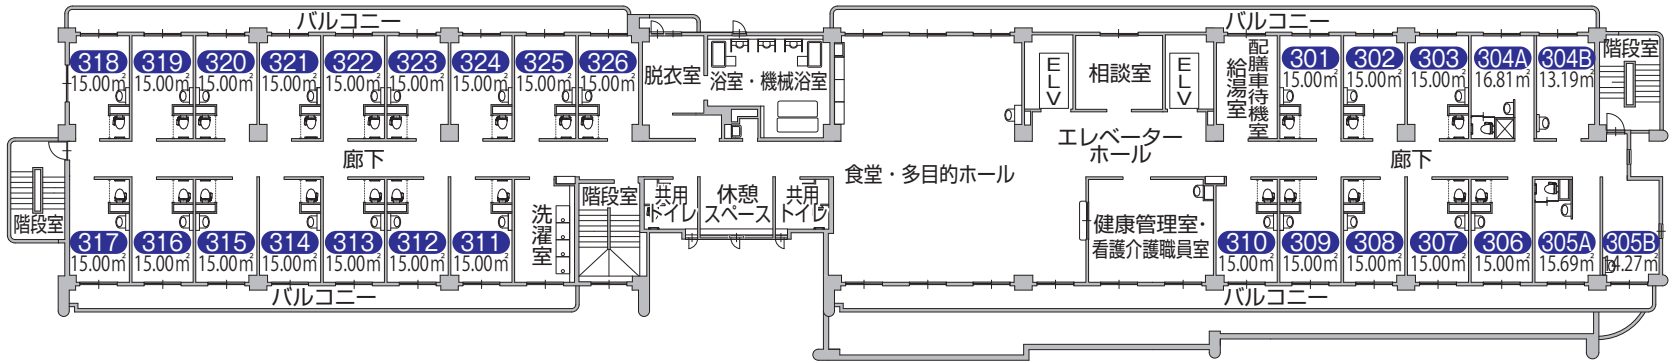 バルコニー
バルコニー
318
15.00㎡
319
15.00㎡
320
15.00㎡
321
15.00㎡
322
15.00㎡
323
15.00㎡
324
15.00㎡
325
15.00㎡
326
15.00㎡
脱衣室
浴室・機械浴室
ELV
相談室
ELV
給湯室
配膳車待機室
301
15.00㎡
302
15.00㎡
303
15.00㎡
304A
16.81㎡
304B
13.19㎡
階段室
廊下
食堂・多目的ホール
エレベーター
ホール
廊下
階段室
317
15.00㎡
316
15.00㎡
315
15.00㎡
314
15.00㎡
313
15.00㎡
312
15.00㎡
311
15.00㎡
洗濯室
階段室
共用
トイレ
休憩
スペース
共用
トイレ
健康管理室・
看護介護職員室
310
15.00㎡
309
15.00㎡
308
15.00㎡
307
15.00㎡
306
15.00㎡
305A
15.69㎡
305B
14.27㎡
バルコニー
バルコニー